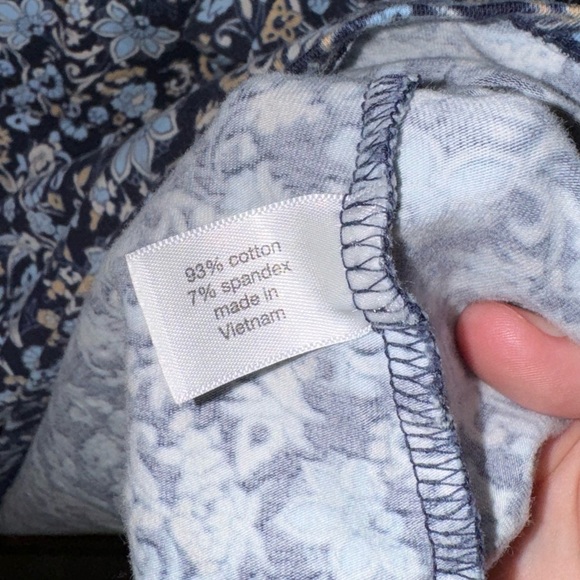 93% cotton
7% spandex
made in
Vietnam